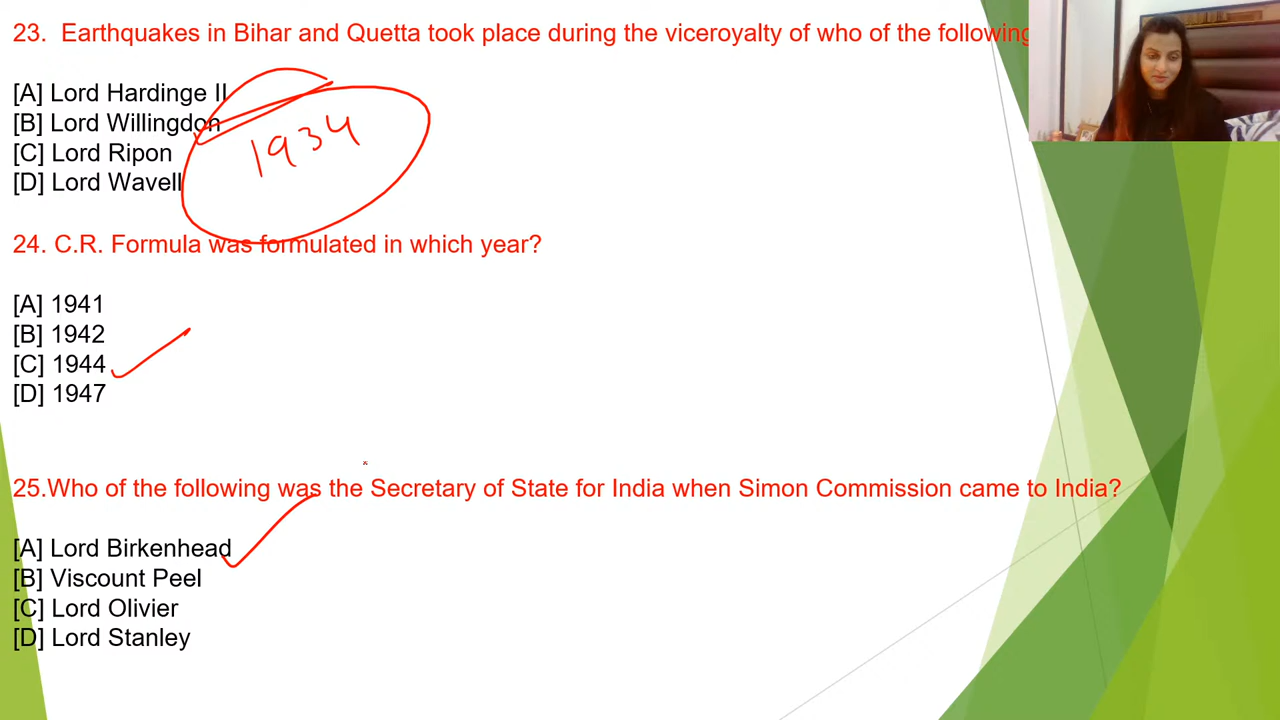 23. Earthquakes in Bihar and Quetta took place during the viceroyalty of who of the following
[A] Lord Hardinge II
[B] Lord Willingdon
1934
[C] Lord Ripon
[D] Lord Wavell
24. C.R. Formula was formulated in which year?
[A] 1941
[B] 1942
[C] 1944
[D] 1947
25.Who of the following was the Secretary of State for India when Simon Commission came to India?
[A] Lord Birkenhead
[B] Viscount Peel
[C] Lord Olivier
[D] Lord Stanley